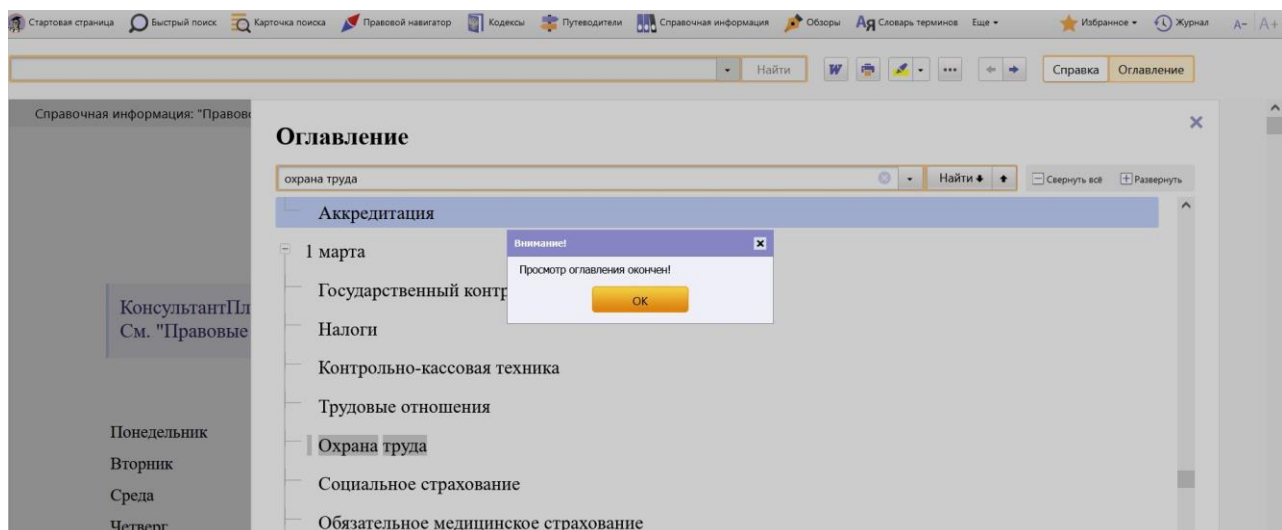 Стартовая страница Быстрый поиск Карточка поиска Правовой навигатор Кодексы Путеводители Справочная информация Обзоры Словарь терминов Еще Избранное Журнал А- А+
Найти W ... Справка Оглавление
Справочная информация: "Правово
Оглавление
охрана труда Найти Свернуть всё Развернуть
Аккредитация
1 марта
Внимание!
Просмотр оглавления окончен!
ОК
Государственный контр
Налоги
Контрольно-кассовая техника
Трудовые отношения
Охрана труда
Социальное страхование
Обязательное медицинское страхование
КонсультантПл
См. "Правовые
Понедельник
Вторник
Среда
Четверг